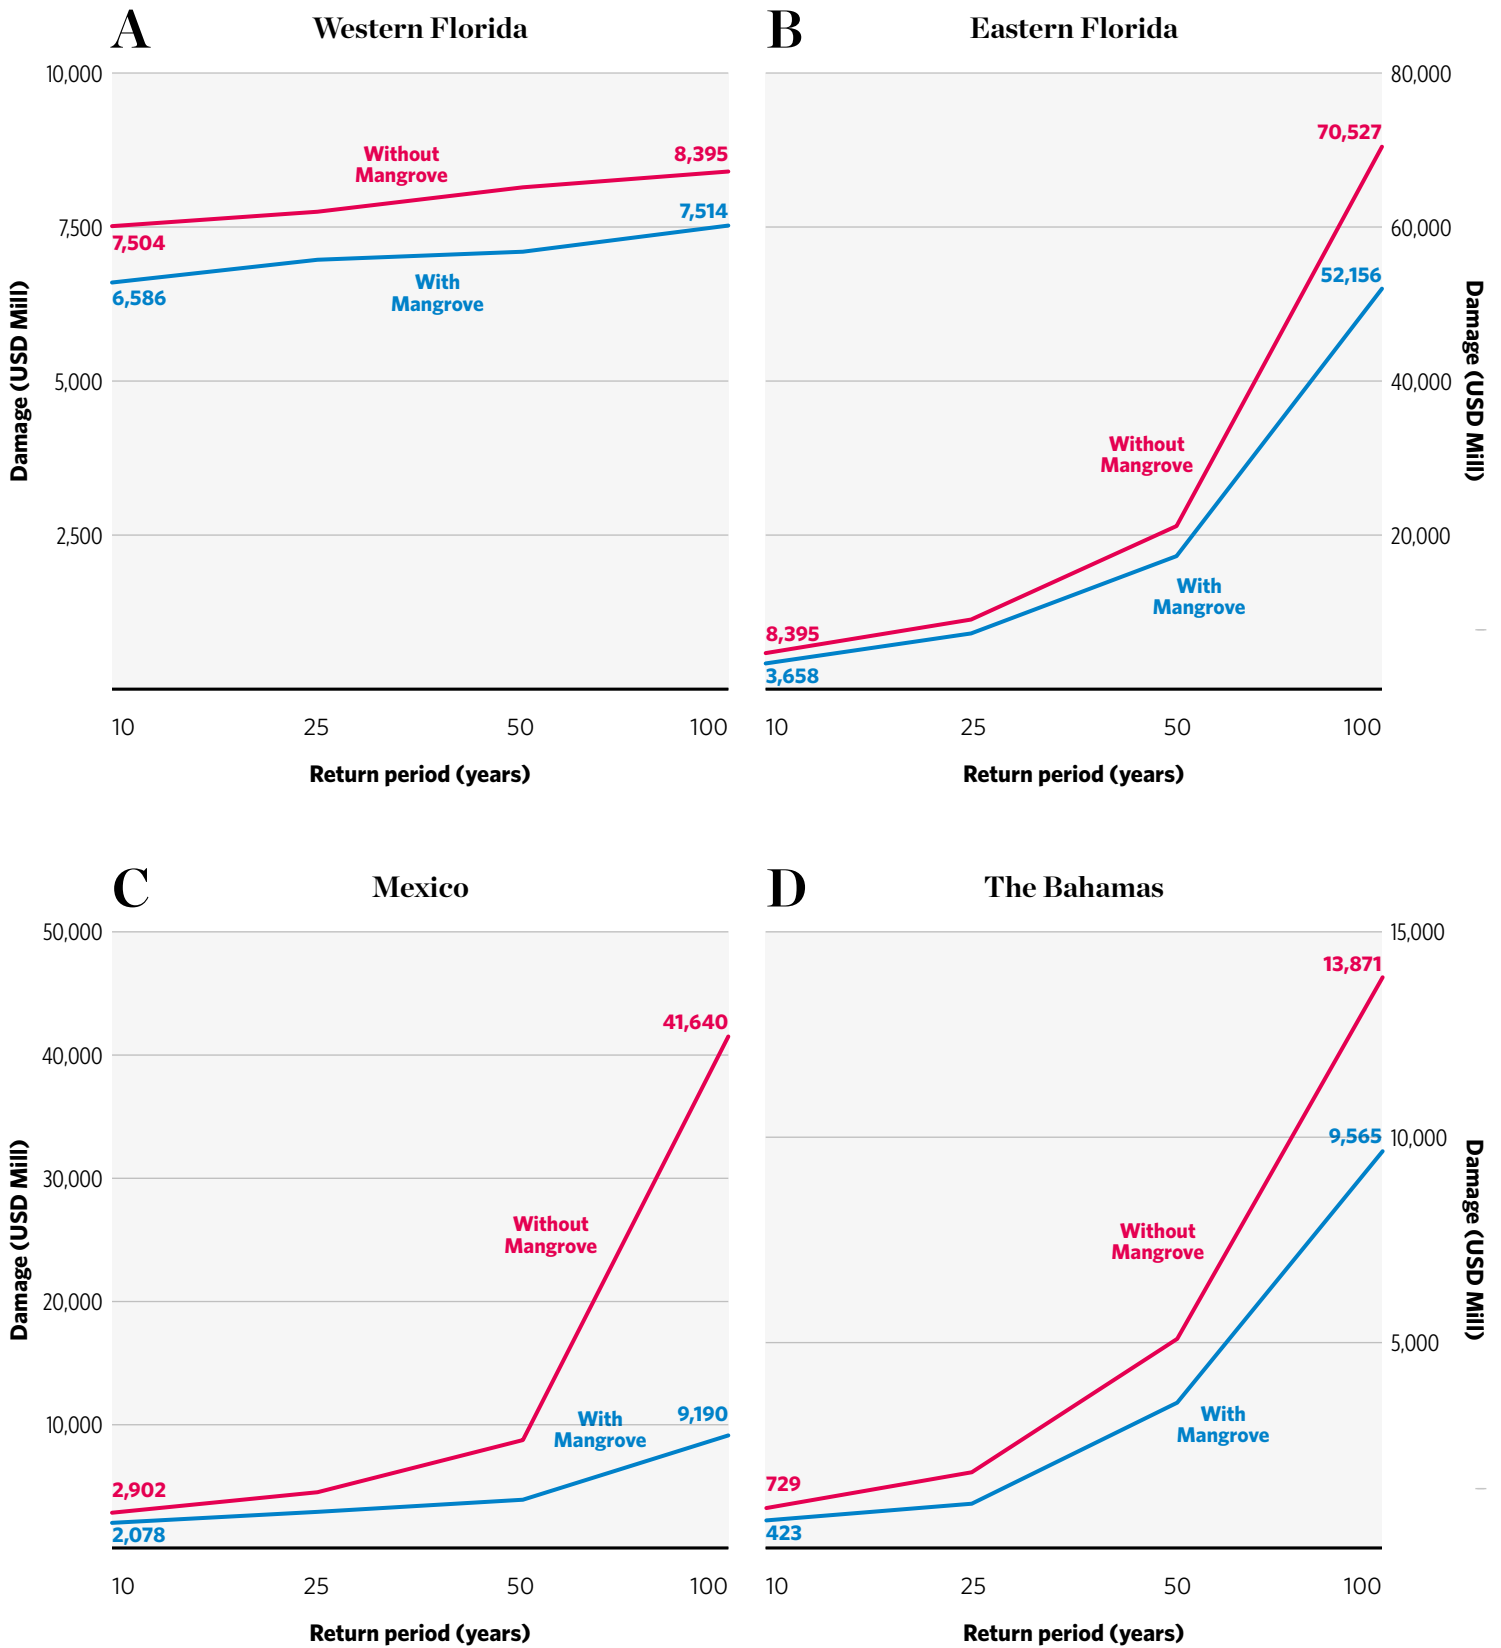 A
Western Florida
10,000
7,500
5,000
2,500
Damage (USD Mill)
Without
Mangrove
8,395
7,504
7,514
With
Mangrove
6,586
10
25
50
100
Return period (years)
B
Eastern Florida
80,000
60,000
40,000
20,000
Damage (USD Mill)
70,527
52,156
Without
Mangrove
With
Mangrove
8,395
3,658
10
25
50
100
Return period (years)
C
Mexico
50,000
40,000
30,000
20,000
10,000
Damage (USD Mill)
41,640
Without
Mangrove
With
Mangrove
9,190
2,902
2,078
10
25
50
100
Return period (years)
D
The Bahamas
15,000
10,000
5,000
Damage (USD Mill)
13,871
9,565
Without
Mangrove
With
Mangrove
729
423
10
25
50
100
Return period (years)